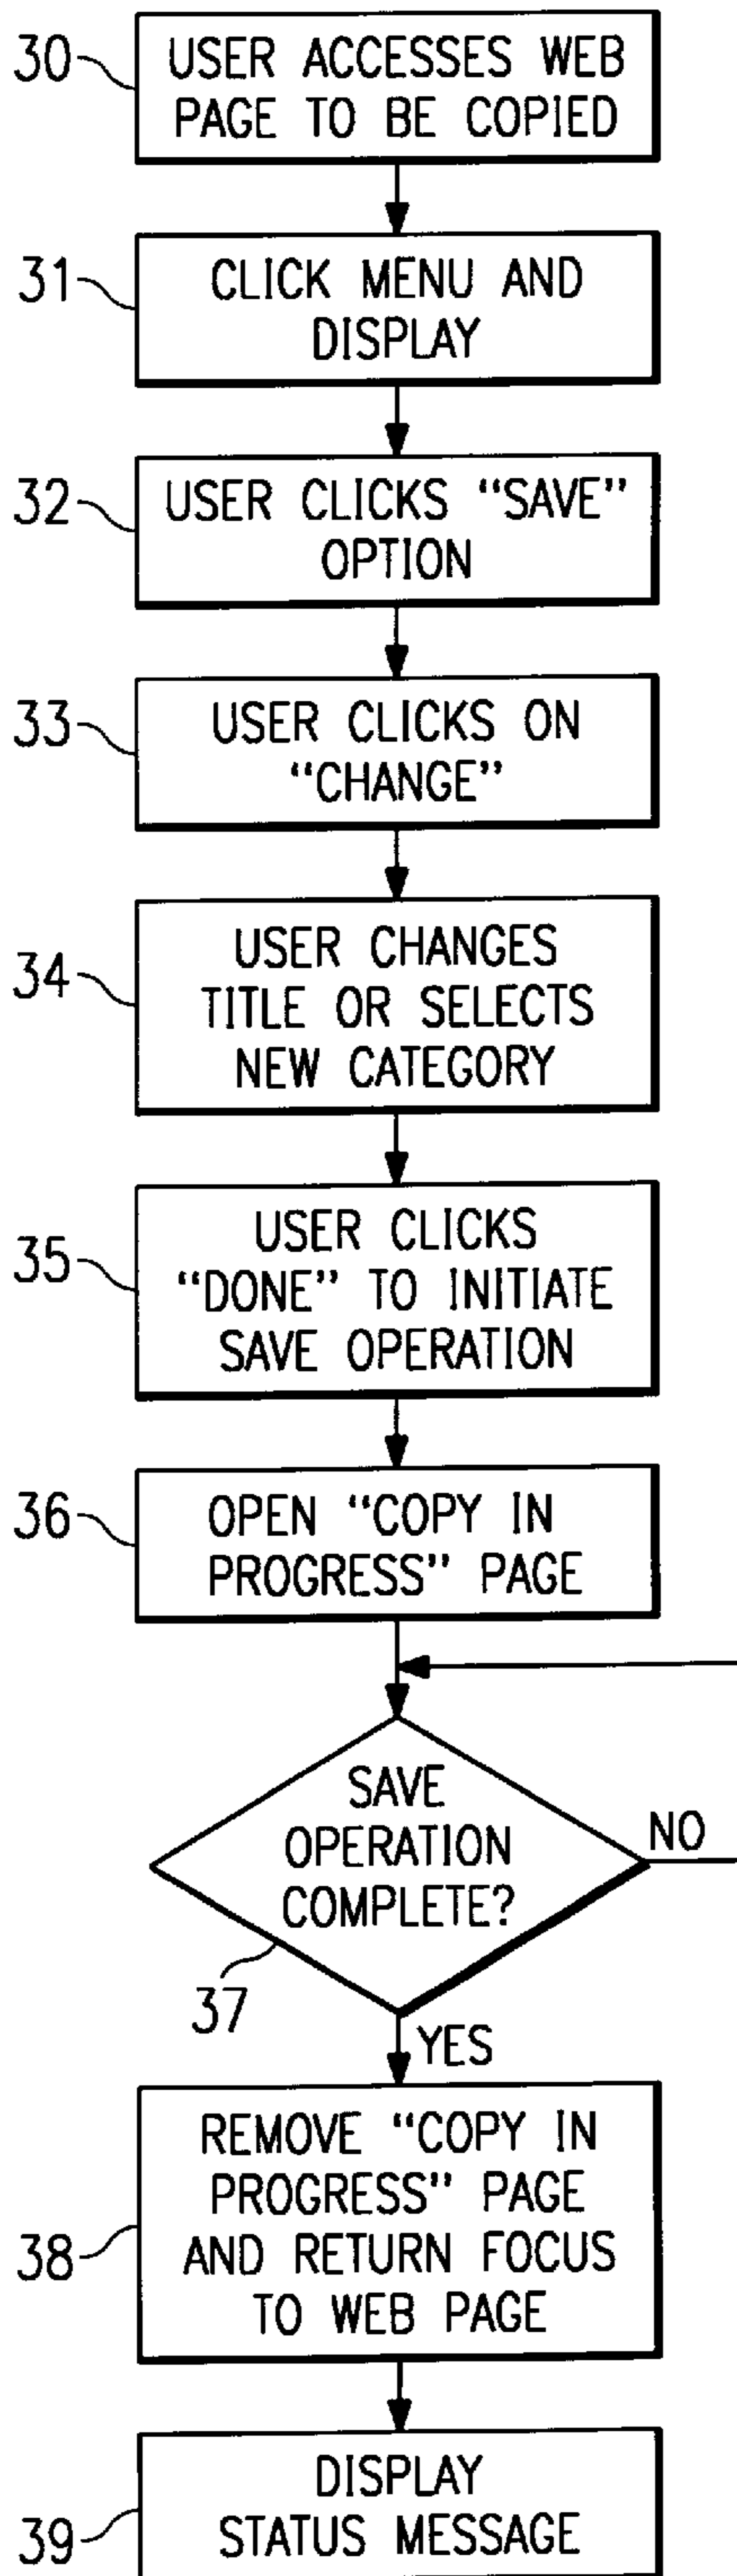 30
USER ACCESSES WEB
PAGE TO BE COPIED
31
CLICK MENU AND
DISPLAY
32
USER CLICKS “SAVE”
OPTION
33
USER CLICKS ON
“CHANGE”
34
USER CHANGES
TITLE OR SELECTS
NEW CATEGORY
35
USER CLICKS
“DONE” TO INITIATE
SAVE OPERATION
36
OPEN “COPY IN
PROGRESS” PAGE
SAVE
OPERATION
COMPLETE?
NO
37
YES
38
REMOVE “COPY IN
PROGRESS” PAGE
AND RETURN FOCUS
TO WEB PAGE
39
DISPLAY
STATUS MESSAGE